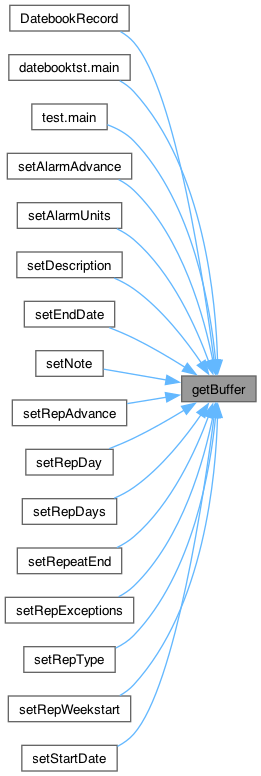 DatebookRecord
datebooktst.main
test.main
setAlarmAdvance
setAlarmUnits
setDescription
setEndDate
setNote
getBuffer
setRepAdvance
setRepDay
setRepDays
setRepeatEnd
setRepExceptions
setRepType
setRepWeekstart
setStartDate